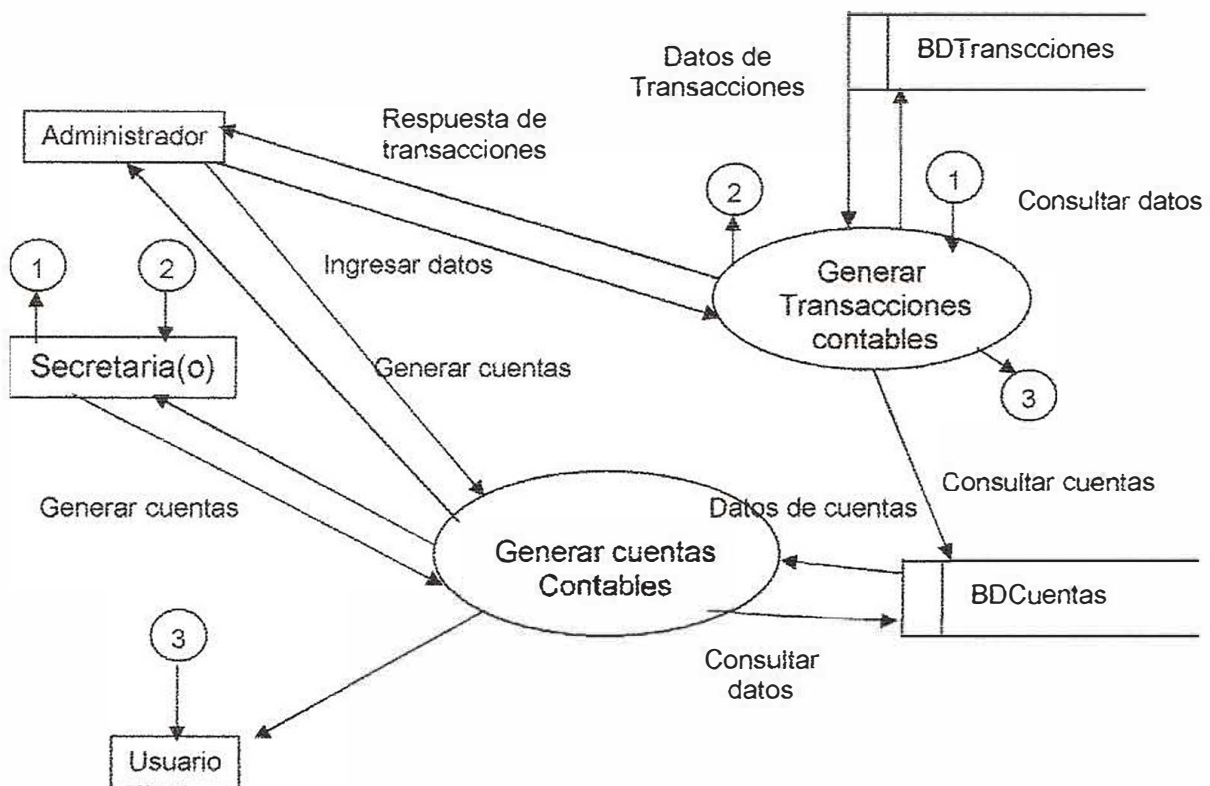 BDTranscciones
Datos de
Transacciones
Administrador
Respuesta de
transacciones
2
1
Consultar datos
1
2
Ingresar datos
Generar
Transacciones
contables
Secretaria(o)
Generar cuentas
3
Generar cuentas
Consultar cuentas
Datos de cuentas
Generar cuentas
Contables
BDCuentas
3
Consultar
datos
Usuario